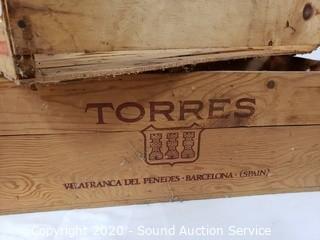 TORRES
VILAFRANCA DEL PENEDES · BARCELONA · (SPAIN)
Copyright 2020 - Sound Auction Service